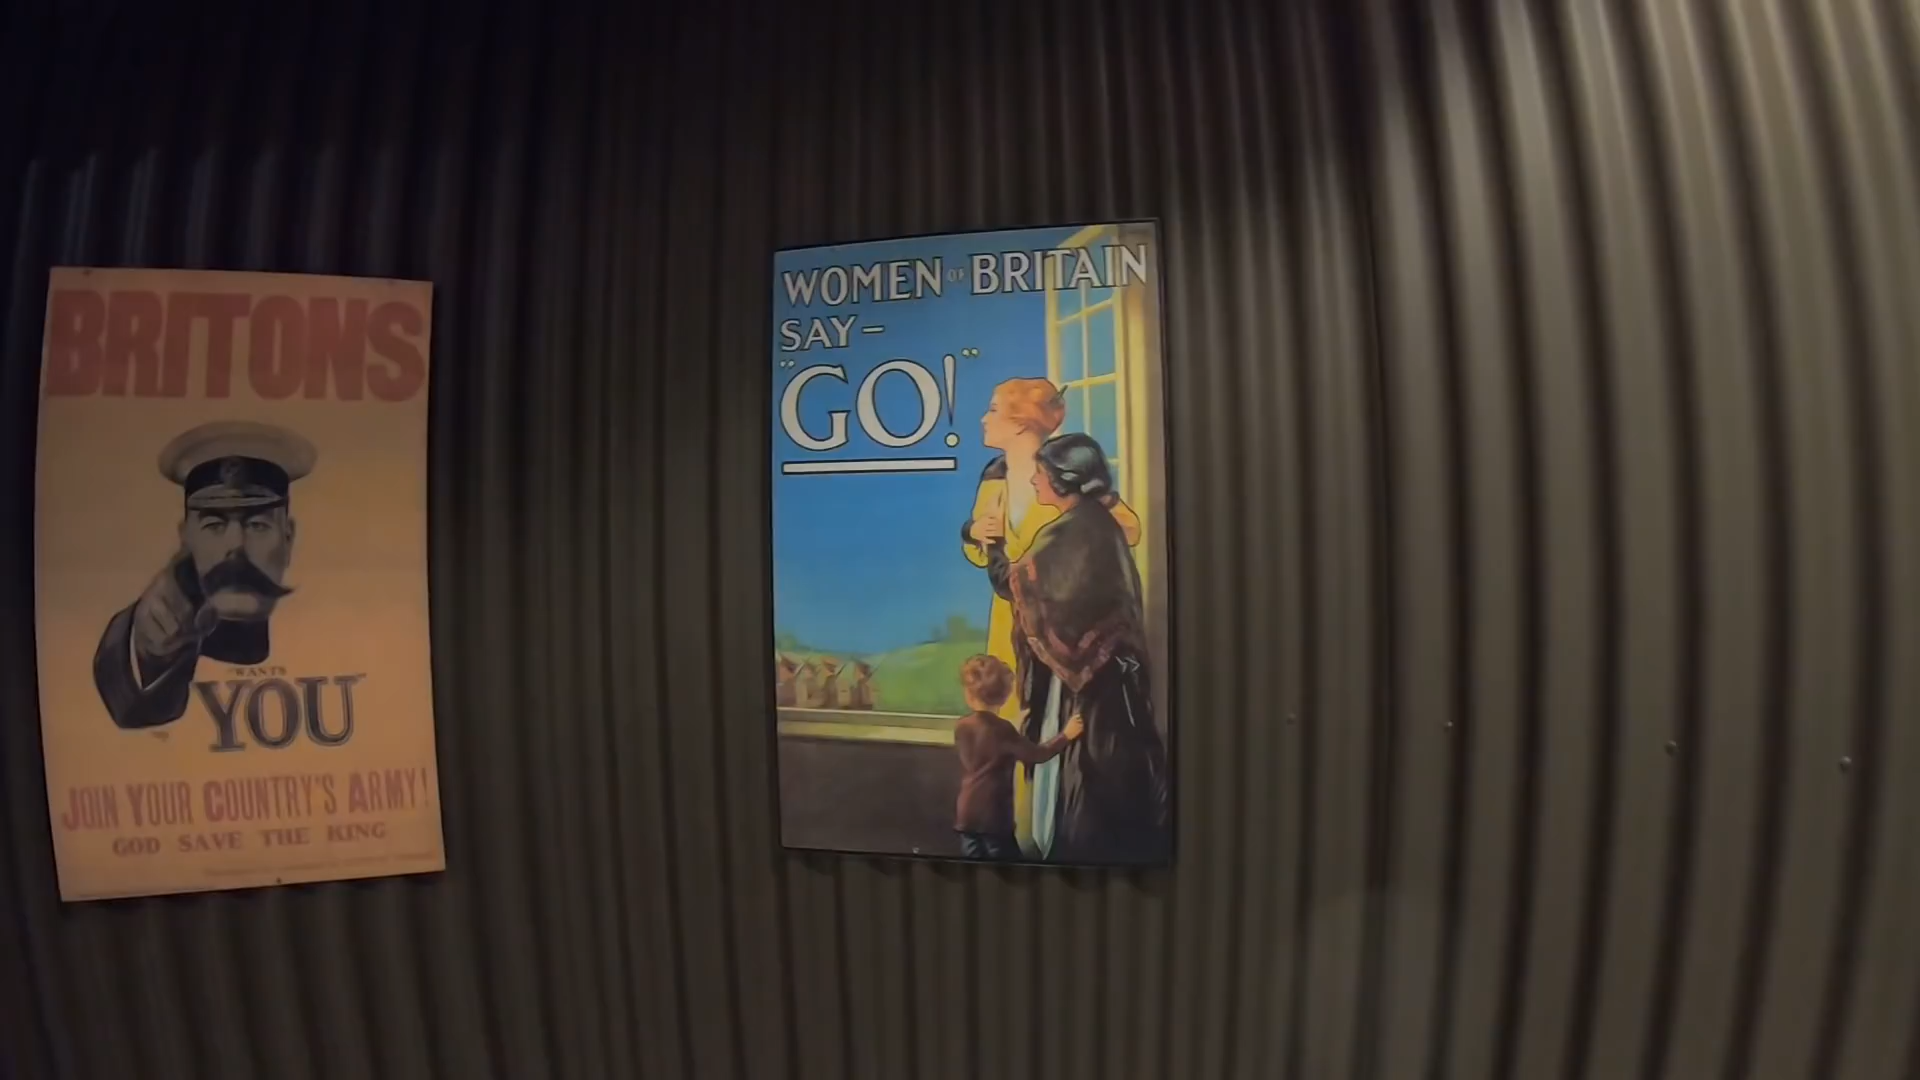 BRITONS
"WANTS
YOU"
JOIN YOUR COUNTRY'S ARMY!
GOD SAVE THE KING
WOMEN OF BRITAIN
SAY–
"GO!"